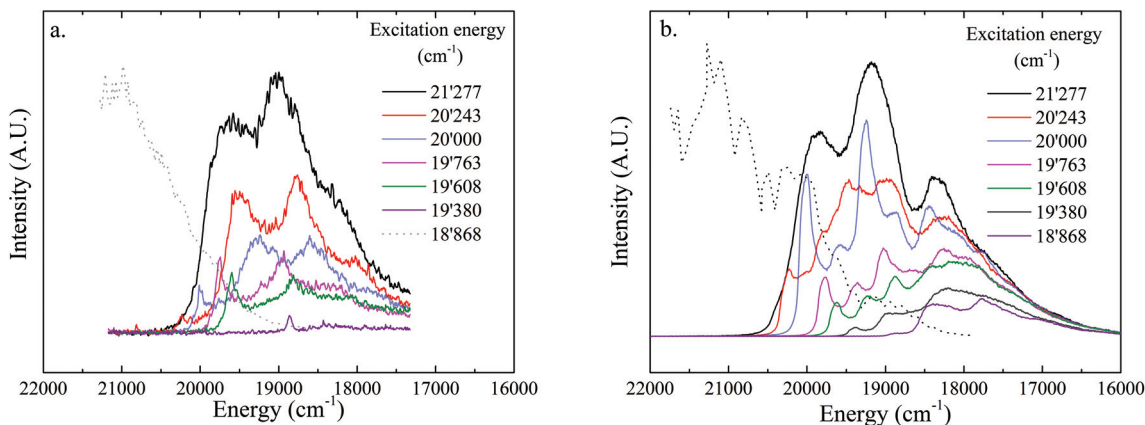 a.
Excitation energy
(cm⁻¹)
21'277
20'243
20'000
19'763
19'608
19'380
18'868
Intensity (A.U.)
22000 21000 20000 19000 18000 17000 16000
Energy (cm⁻¹)
b.
Excitation energy
(cm⁻¹)
21'277
20'243
20'000
19'763
19'608
19'380
18'868
Intensity (A.U.)
22000 21000 20000 19000 18000 17000 16000
Energy (cm⁻¹)